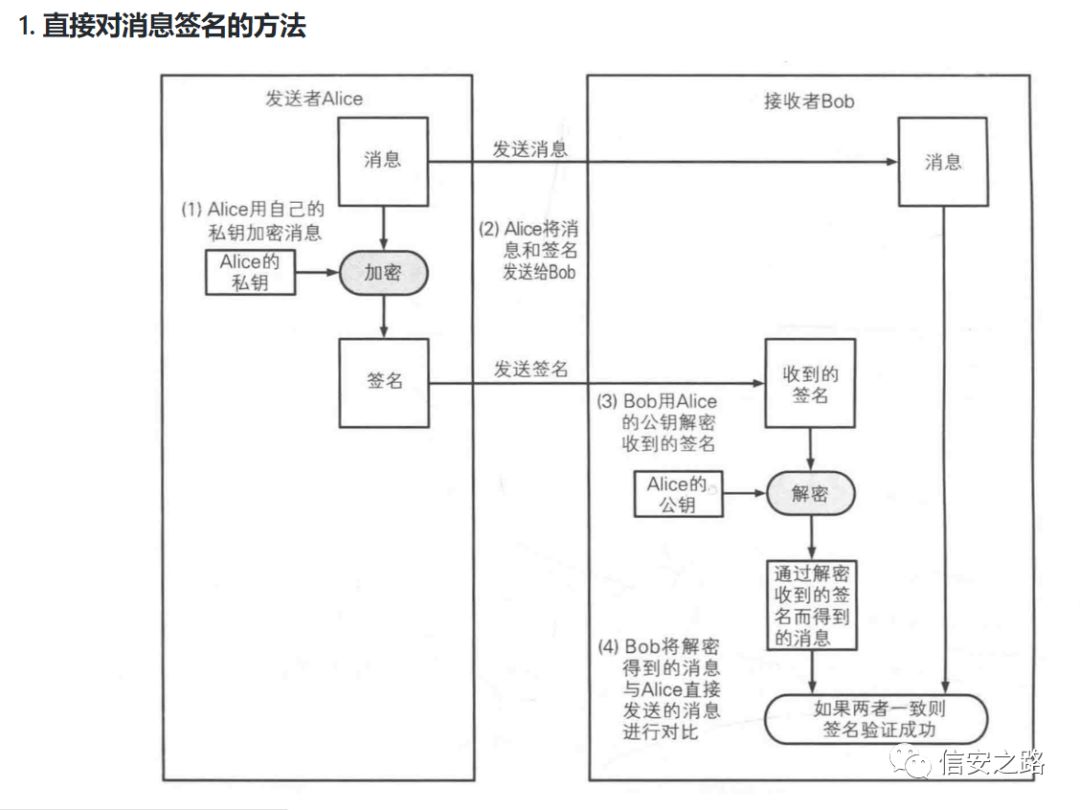 1. 直接对消息签名的方法
发送者Alice
接收者Bob
消息
发送消息
消息
(1) Alice用自己的
私钥加密消息
(2) Alice将消
息和签名
发送给Bob
Alice的
私钥
加密
签名
发送签名
收到的
签名
(3) Bob用Alice
的公钥解密
收到的签名
Alice的
公钥
解密
通过解密
收到的签
名而得到
的消息
(4) Bob将解密
得到的消息
与Alice直接
发送的消息
进行对比
如果两者一致则
签名验证成功
信安之路